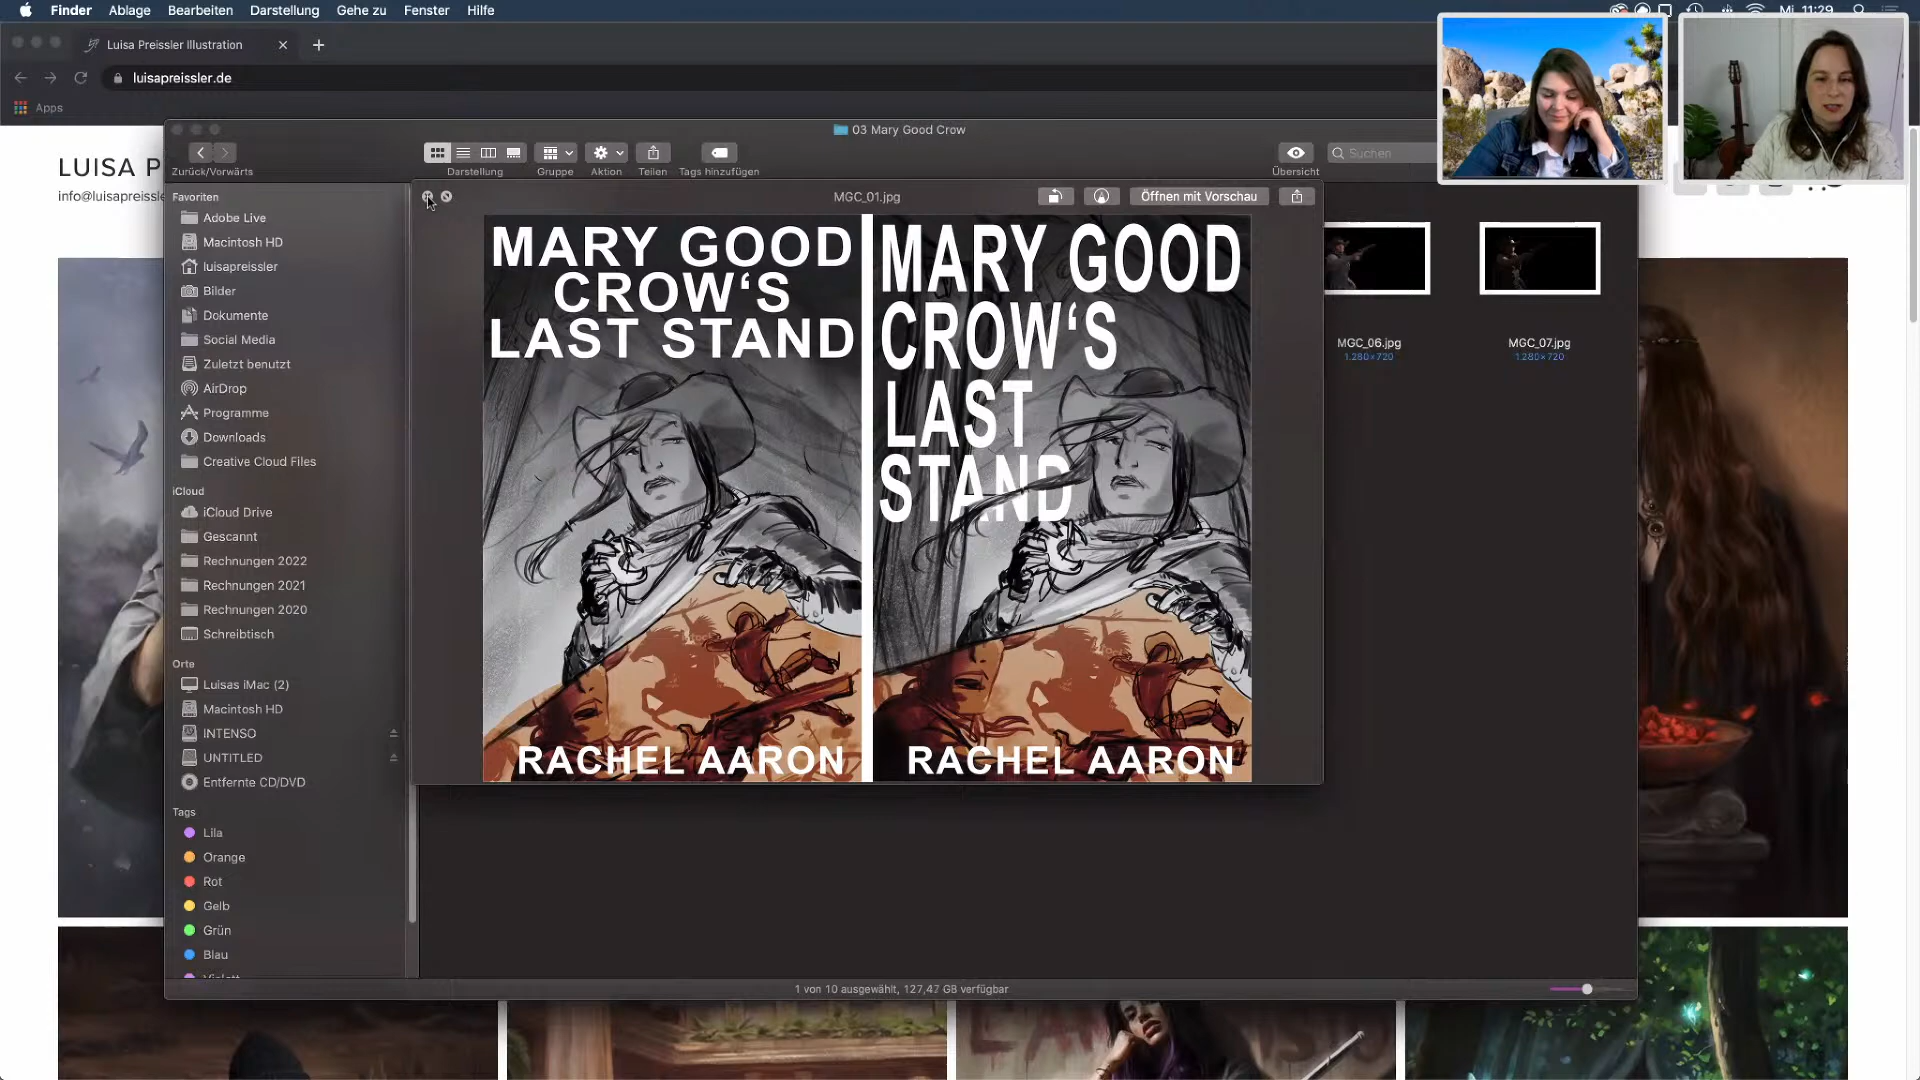 Finder Ablage Bearbeiten Darstellung Gehe zu Fenster Hilfe
Mi. 11:29
Luisa Preissler Illustration
luisapreissler.de
Apps
LUISA P
info@luisapreissle
03 Mary Good Crow
Suchen
Zurück/Vorwärts Darstellung Gruppe Aktion Teilen Tags hinzufügen Übersicht
Favoriten
Adobe Live
Macintosh HD
luisapreissler
Bilder
Dokumente
Social Media
Zuletzt benutzt
AirDrop
Programme
Downloads
Creative Cloud Files
iCloud
iCloud Drive
Gescannt
Rechnungen 2022
Rechnungen 2021
Rechnungen 2020
Schreibtisch
Orte
Luisas iMac (2)
Macintosh HD
INTENSO
UNTITLED
Entfernte CD/DVD
Tags
Lila
Orange
Rot
Gelb
Grün
Blau
Violett
MGC_01.jpg
Öffnen mit Vorschau
MARY GOOD
CROW‘S
LAST STAND
RACHEL AARON
MARY GOOD
CROW‘S
LAST
STAND
RACHEL AARON
MGC_06.jpg
1.280×720
MGC_07.jpg
1.280×720
1 von 10 ausgewählt, 127,47 GB verfügbar